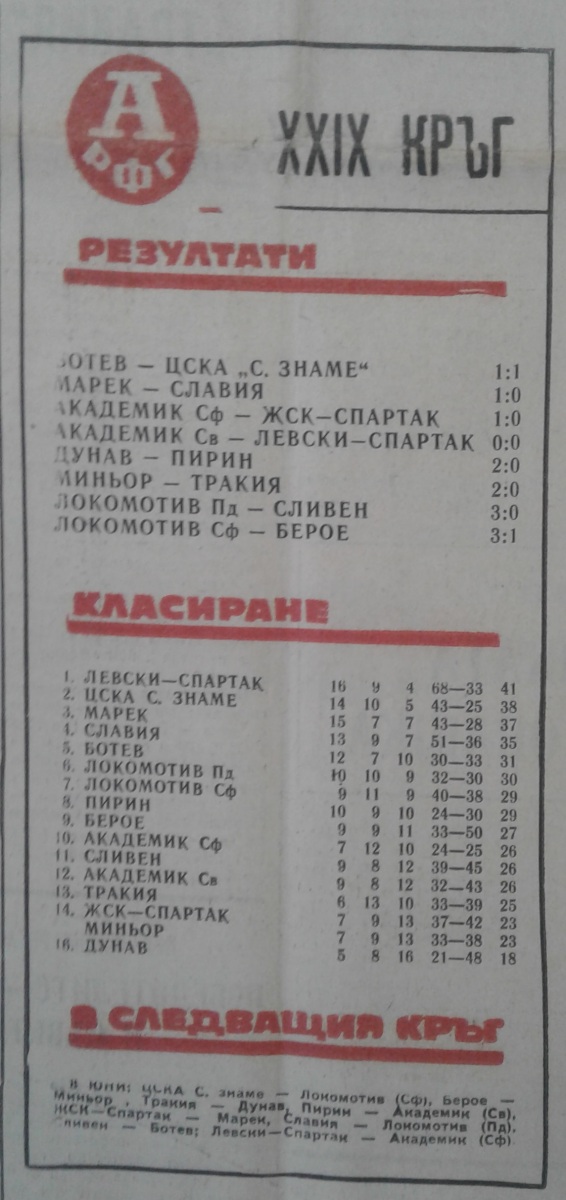 А
РФГ
XXIX КРЪГ
РЕЗУЛТАТИ
БОТЕВ — ЦСКА „С. ЗНАМЕ“ 1:1
МАРЕК — СЛАВИЯ 1:0
АКАДЕМИК Сф — ЖСК—СПАРТАК 1:0
АКАДЕМИК Св — ЛЕВСКИ—СПАРТАК 0:0
ДУНАВ — ПИРИН 2:0
МИНЬОР — ТРАКИЯ 2:0
ЛОКОМОТИВ Пд — СЛИВЕН 3:0
ЛОКОМОТИВ Сф — БЕРОЕ 3:1
КЛАСИРАНЕ
1. ЛЕВСКИ—СПАРТАК 16 9 4 68—33 41
2. ЦСКА С. ЗНАМЕ 14 10 5 43—25 38
3. МАРЕК 15 7 7 43—28 37
4. СЛАВИЯ 13 9 7 51—36 35
5. БОТЕВ 12 7 10 30—33 31
6. ЛОКОМОТИВ Пд 10 10 9 32—30 30
7. ЛОКОМОТИВ Сф 9 11 9 40—38 29
8. ПИРИН 10 9 10 24—30 29
9. БЕРОЕ 9 9 11 33—50 27
10. АКАДЕМИК Сф 7 12 10 24—25 26
11. СЛИВЕН 9 8 12 39—45 26
12. АКАДЕМИК Св 9 8 12 32—43 26
13. ТРАКИЯ 6 13 10 33—39 25
14. ЖСК—СПАРТАК 7 9 13 37—42 23
МИНЬОР 7 9 13 33—38 23
16. ДУНАВ 5 8 16 21—48 18
В СЛЕДВАЩИЯ КРЪГ
8 ЮНИ: ЦСКА С. знаме — Локомотив (Сф), Берое —
Миньор, Тракия — Дунав, Пирин — Академик (Св),
ЖСК—Спартак — Марек, Славия — Локомотив (Пд),
Сливен — Ботев; Левски—Спартак — Академик (Сф)